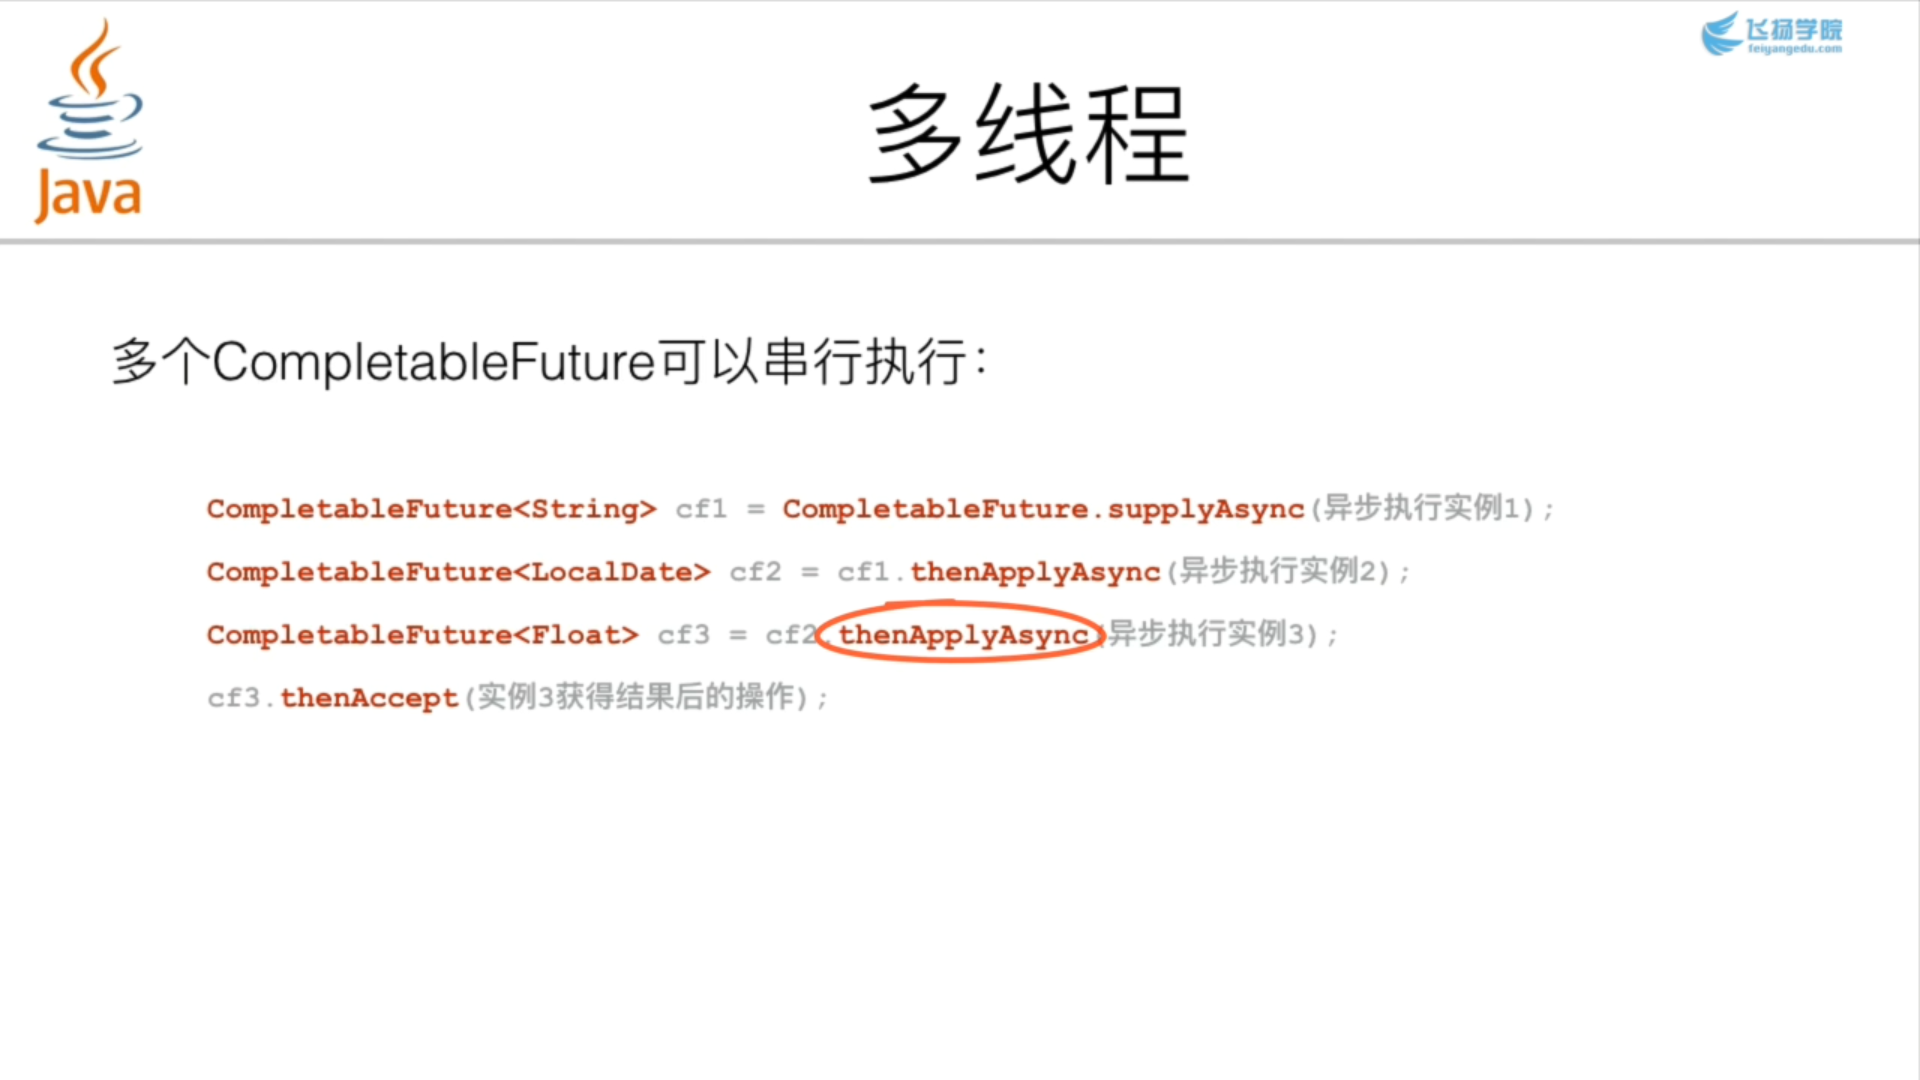 飞扬学院
feiyangedu.com
Java
多线程
多个CompletableFuture可以串行执行：
CompletableFuture<String> cf1 = CompletableFuture.supplyAsync(异步执行实例1);
CompletableFuture<LocalDate> cf2 = cf1.thenApplyAsync(异步执行实例2);
CompletableFuture<Float> cf3 = cf2.thenApplyAsync(异步执行实例3);
cf3.thenAccept(实例3获得结果后的操作);